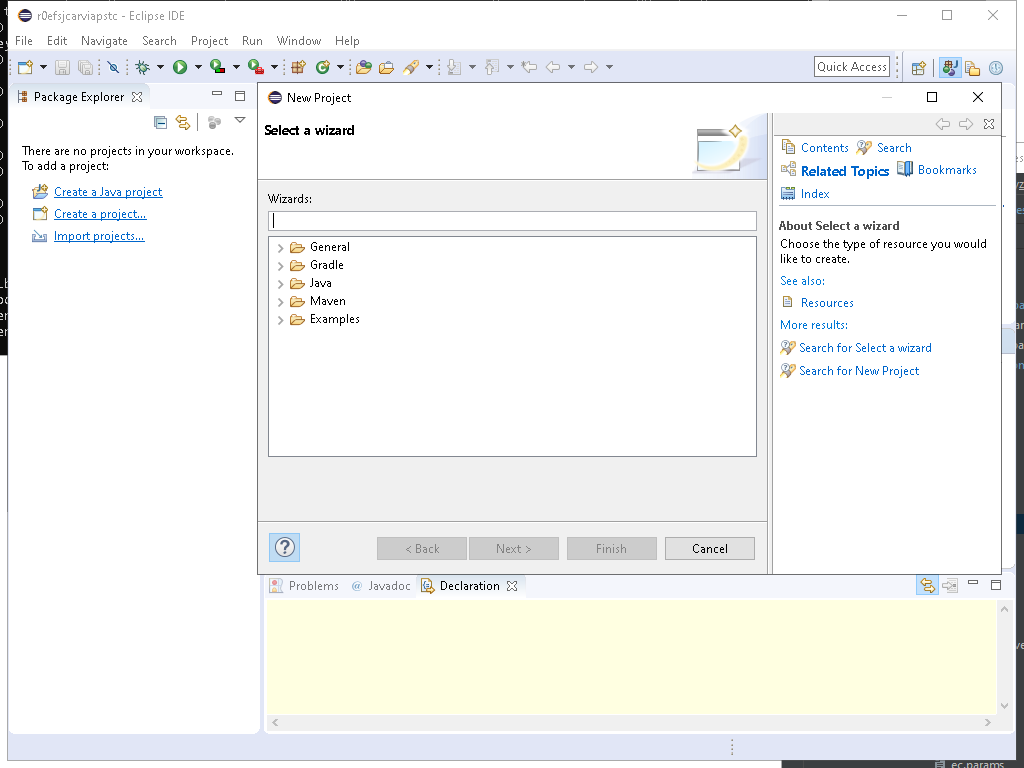 r0efsjcarviapstc - Eclipse IDE
File Edit Navigate Search Project Run Window Help
Quick Access
Package Explorer
There are no projects in your workspace.
To add a project:
Create a Java project
Create a project...
Import projects...
New Project
Select a wizard
Wizards:
General
Gradle
Java
Maven
Examples
< Back Next > Finish Cancel
Contents Search
Related Topics Bookmarks
Index
About Select a wizard
Choose the type of resource you would
like to create.
See also:
Resources
More results:
Search for Select a wizard
Search for New Project
Problems @ Javadoc Declaration
ec.params